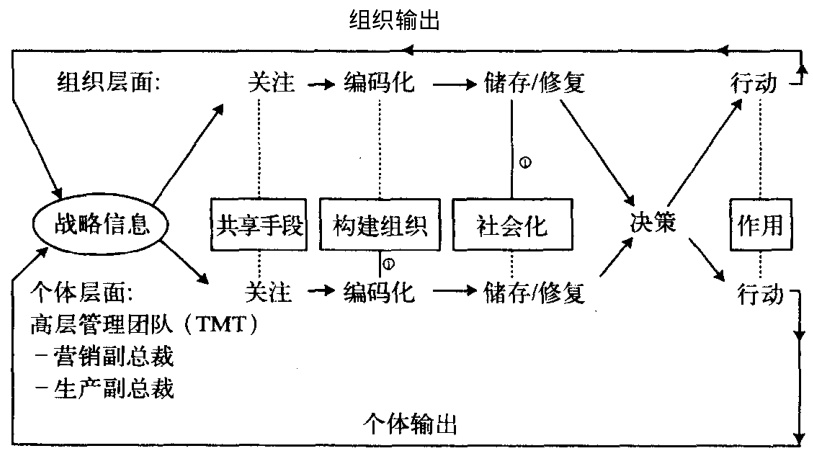 组织输出
组织层面: 关注 编码化 储存/修复 行动
①
战略信息 共享手段 构建组织 社会化 决策 作用
①
个体层面: 关注 编码化 储存/修复 行动
高层管理团队（TMT）
－营销副总裁
－生产副总裁
个体输出